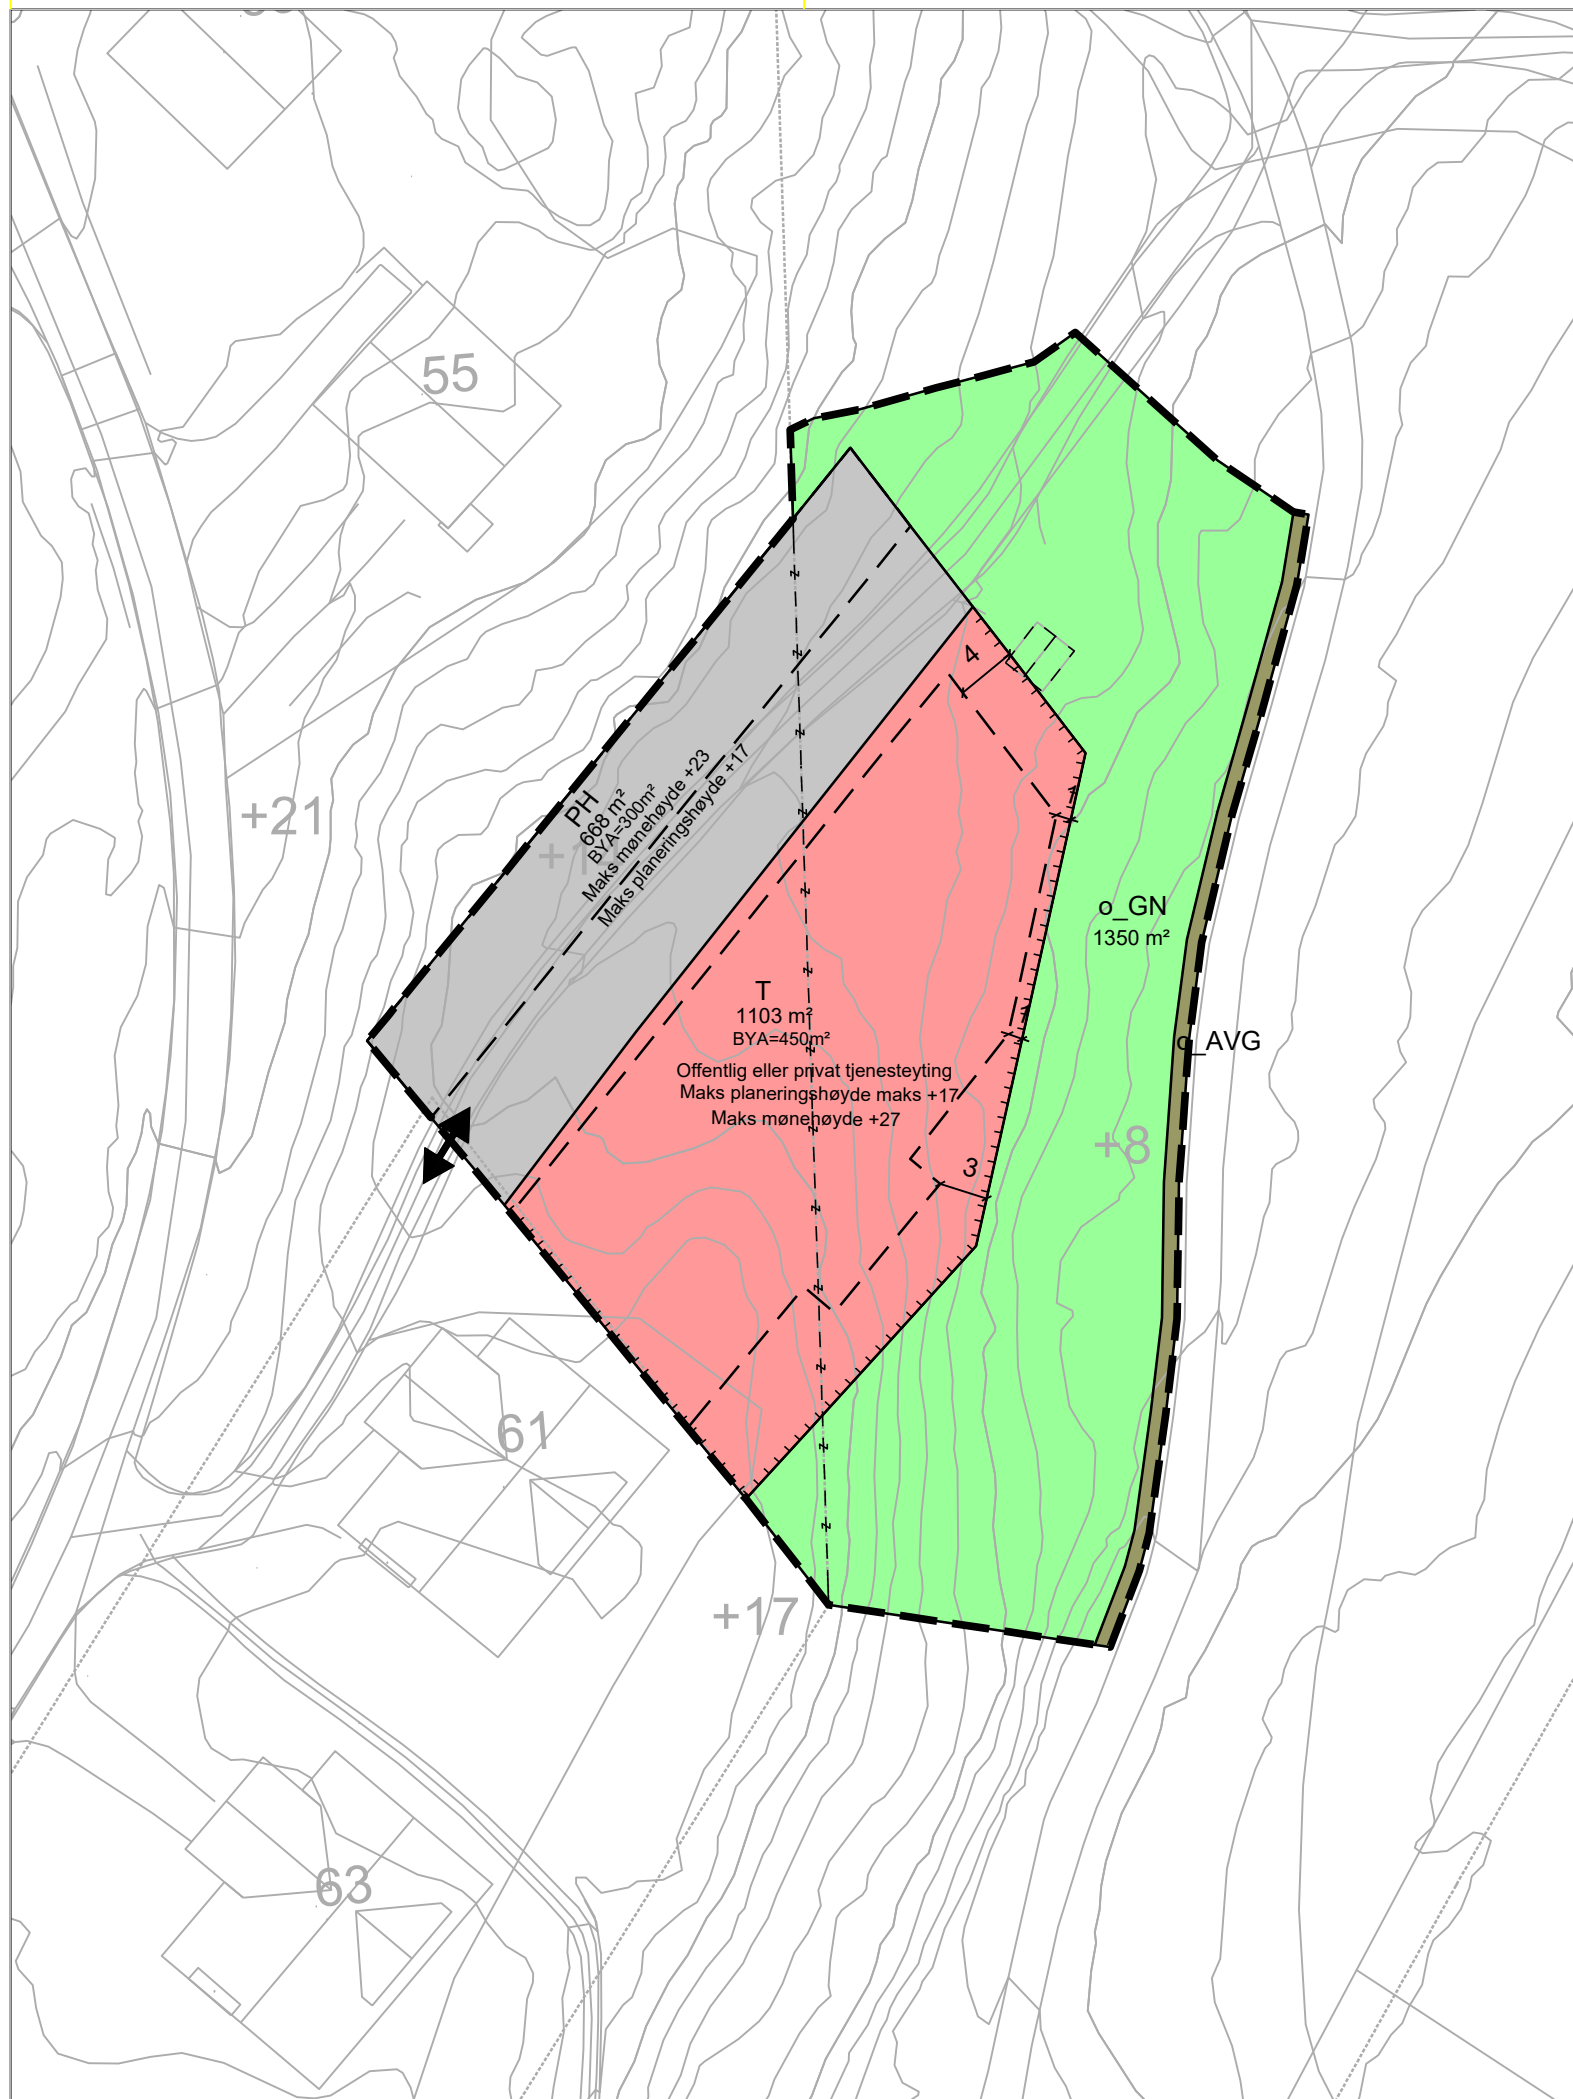 55
4
+21
PH
668 m²
BYA=300m²
Maks mønehøyde +23
Maks planeringshøyde +17
1
o_GN
1350 m²
T
1103 m²
BYA=450m²
1
o_AVG
Offentlig eller privat tjenesteyting
Maks planeringshøyde maks +17
Maks mønehøyde +27
+8
3
61
+17
63